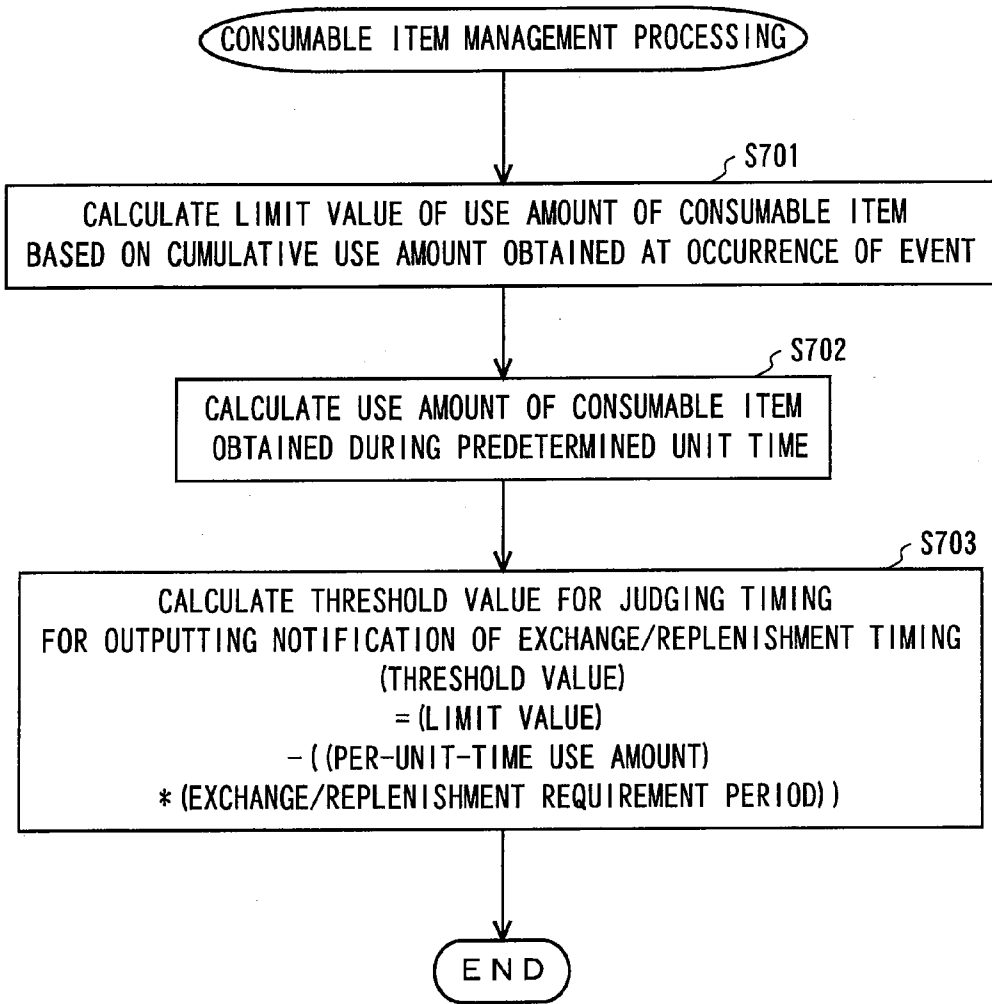 CONSUMABLE ITEM MANAGEMENT PROCESSING
S701
CALCULATE LIMIT VALUE OF USE AMOUNT OF CONSUMABLE ITEM
BASED ON CUMULATIVE USE AMOUNT OBTAINED AT OCCURRENCE OF EVENT
S702
CALCULATE USE AMOUNT OF CONSUMABLE ITEM
OBTAINED DURING PREDETERMINED UNIT TIME
S703
CALCULATE THRESHOLD VALUE FOR JUDGING TIMING
FOR OUTPUTTING NOTIFICATION OF EXCHANGE/REPLENISHMENT TIMING
(THRESHOLD VALUE)
=(LIMIT VALUE)
-((PER-UNIT-TIME USE AMOUNT)
*(EXCHANGE/REPLENISHMENT REQUIREMENT PERIOD))
END